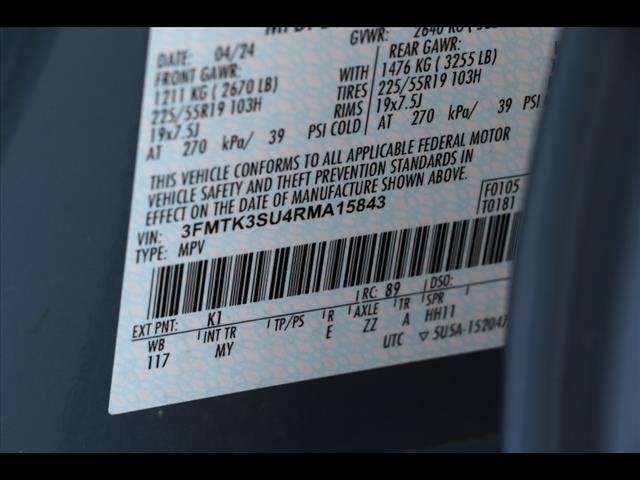 DATE: 04/24
GVWR: 2640 KG
FRONT GAWR:
REAR GAWR:
1211 KG ( 2670 LB)
WITH
1476 KG ( 3255 LB)
225/55R19 103H
TIRES
225/55R19 103H
19x7.5J
RIMS
19x7.5J
AT 270 kPa/ 39 PSI COLD
AT 270 kPa/ 39 PSI
THIS VEHICLE CONFORMS TO ALL APPLICABLE FEDERAL MOTOR
VEHICLE SAFETY AND THEFT PREVENTION STANDARDS IN
EFFECT ON THE DATE OF MANUFACTURE SHOWN ABOVE.
VIN: 3FMTK3SU4RMA15843
F0105
TYPE: MPV
T0181
EXT PNT: K1
RC: 89
DSO:
WB
INT TR
TP/PS
R
AXLE
TR
SPR
117
MY
E
ZZ
A
HH11
UTC ▽ 5U5A-152047